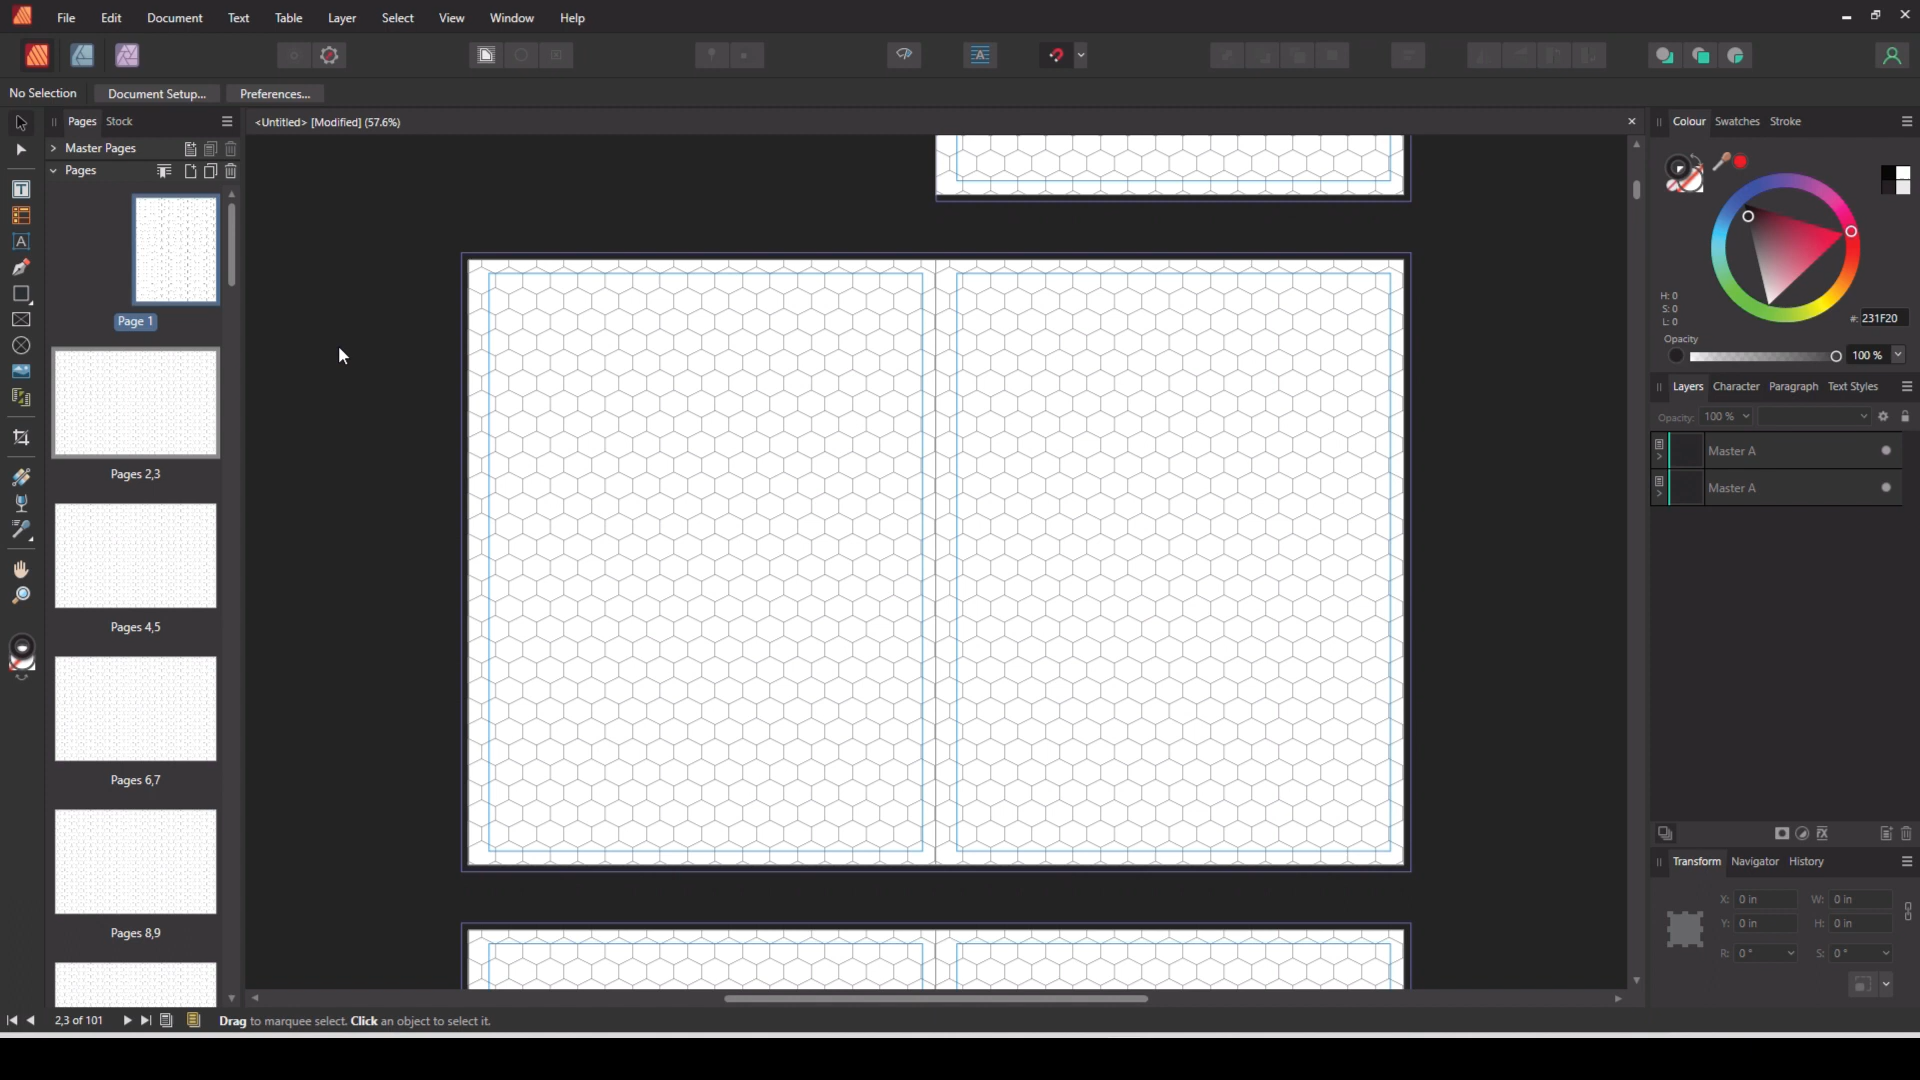 File Edit Document Text Table Layer Select View Window Help
No Selection Document Setup... Preferences...
Pages Stock
<Untitled> [Modified] (57.6%)
Colour Swatches Stroke
Master Pages
Pages
Page 1
Pages 2,3
Pages 4,5
Pages 6,7
Pages 8,9
H: 0
S: 0
L: 0
#: 231F20
Opacity
100 %
Layers Character Paragraph Text Styles
Opacity: 100 %
Master A
Master A
Transform Navigator History
X: 0 in W: 0 in
Y: 0 in H: 0 in
R: 0 ° S: 0 °
2,3 of 101 Drag to marquee select. Click an object to select it.